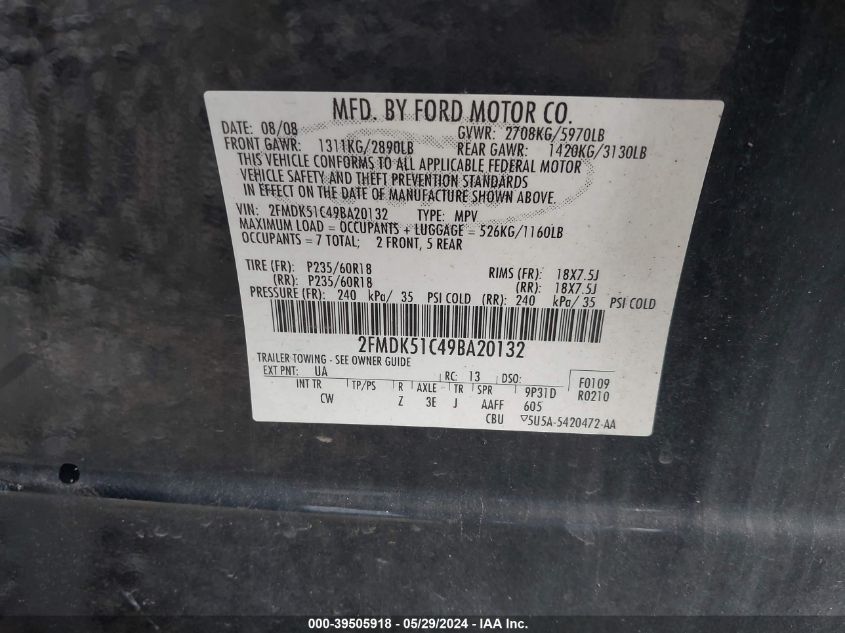 MFD. BY FORD MOTOR CO.
DATE: 08/08 GVWR: 2708KG/5970LB
FRONT GAWR: 1311KG/2890LB REAR GAWR: 1420KG/3130LB
THIS VEHICLE CONFORMS TO ALL APPLICABLE FEDERAL MOTOR
VEHICLE SAFETY AND THEFT PREVENTION STANDARDS
IN EFFECT ON THE DATE OF MANUFACTURE SHOWN ABOVE.
VIN: 2FMDK51C49BA20132 TYPE: MPV
MAXIMUM LOAD = OCCUPANTS + LUGGAGE = 526KG/1160LB
OCCUPANTS = 7 TOTAL; 2 FRONT, 5 REAR
TIRE (FR): P235/60R18 RIMS (FR): 18X7.5J
(RR): P235/60R18 (RR): 18X7.5J
PRESSURE (FR): 240 kPa/ 35 PSI COLD (RR): 240 kPa/ 35 PSI COLD
2FMDK51C49BA20132
TRAILER TOWING - SEE OWNER GUIDE
EXT PNT: UA RC: 13 DSO: F0109
INT TR TP/PS R AXLE TR SPR 9P31D R0210
CW Z 3E J AAFF 605
CBU ▽5U5A-5420472-AA
000-39505918 - 05/29/2024 - IAA Inc.